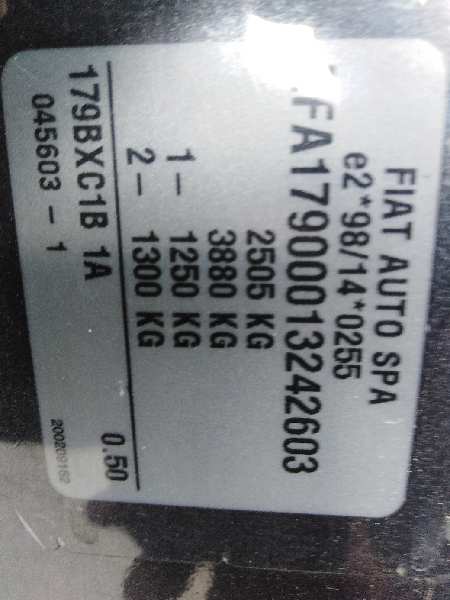 FIAT AUTO SPA
e2*98/14*0255
ZFA17900013242603
2505 KG
3880 KG
1- 1250 KG
2- 1300 KG
179BXC1B 1A 0.50
045603-1